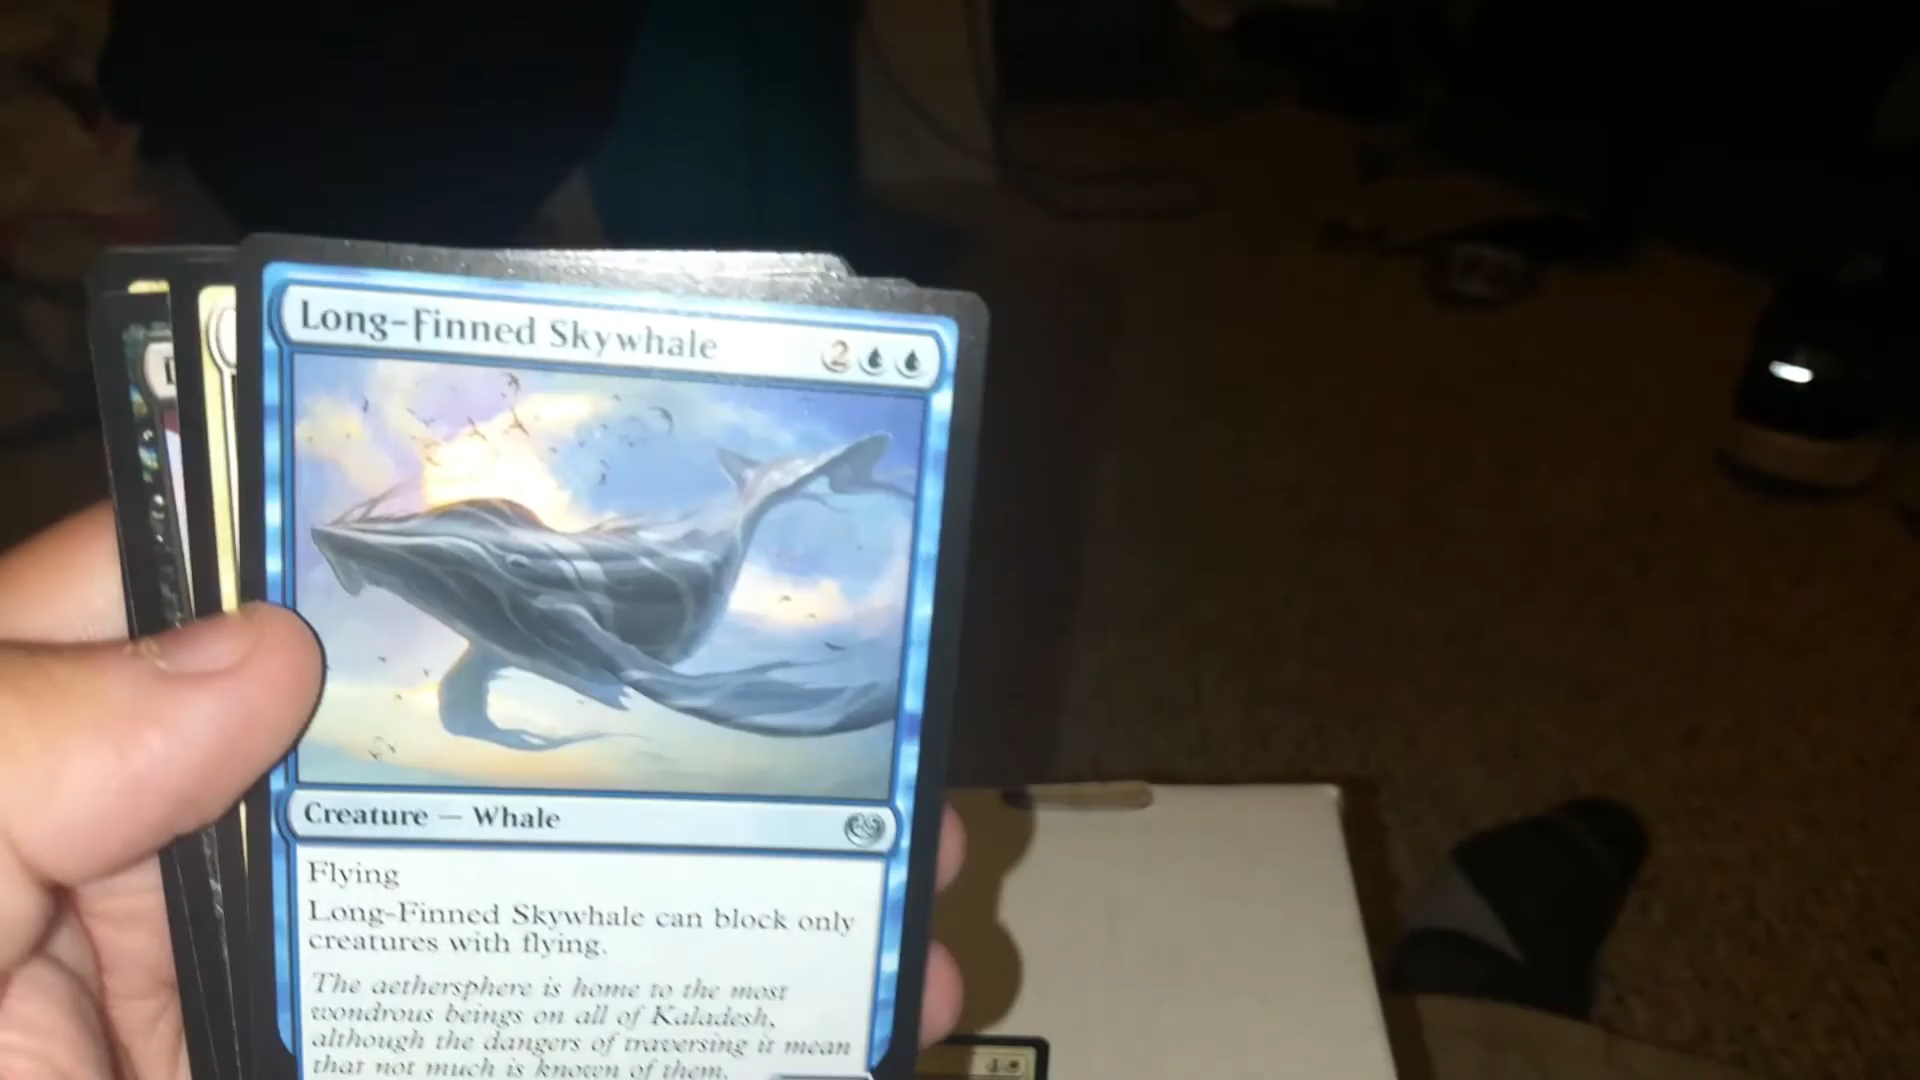 Long-Finned Skywhale 2
Creature — Whale
Flying
Long-Finned Skywhale can block only
creatures with flying.
The aethersphere is home to the most
wondrous beings on all of Kaladesh,
although the dangers of traversing it mean
that not much is known of them.
4